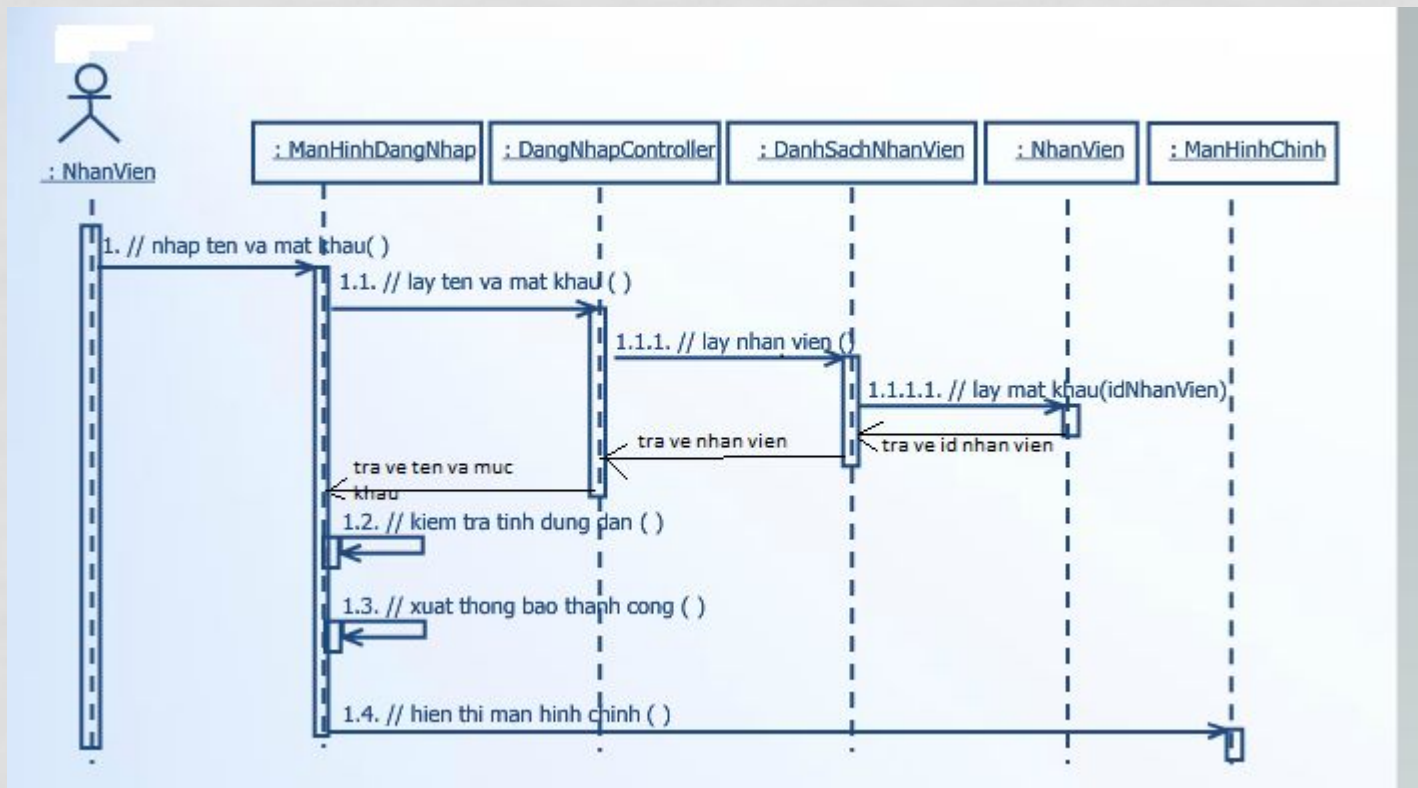 : NhanVien
: ManHinhDangNhap
: DangNhapController
: DanhSachNhanVien
: NhanVien
: ManHinhChinh
1. // nhap ten va mat khau( )
1.1. // lay ten va mat khau ( )
1.1.1. // lay nhan vien ()
1.1.1.1. // lay mat khau(idNhanVien)
tra ve id nhan vien
tra ve nhan vien
tra ve ten va muc
khau
1.2. // kiem tra tinh dung dan ( )
1.3. // xuat thong bao thanh cong ( )
1.4. // hien thi man hinh chinh ( )